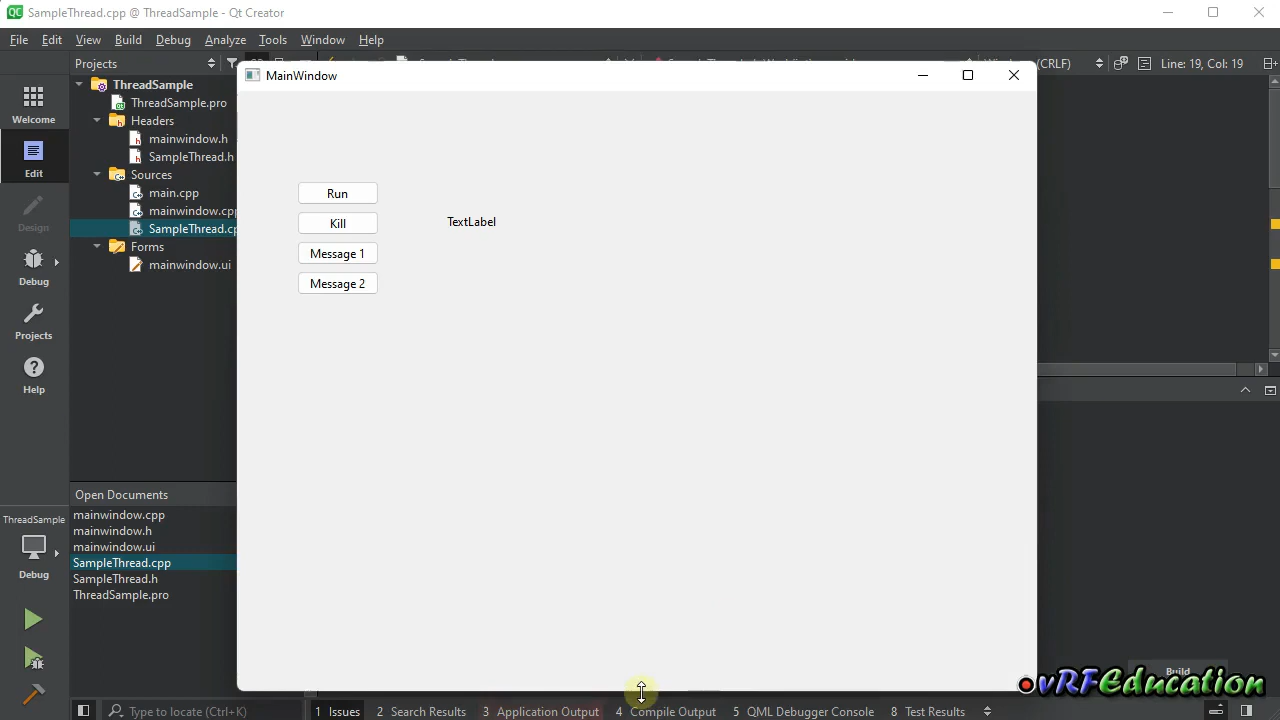 SampleThread.cpp @ ThreadSample - Qt Creator
File Edit View Build Debug Analyze Tools Window Help
Projects
(CRLF)
Line: 19, Col: 19
MainWindow
ThreadSample
ThreadSample.pro
Headers
mainwindow.h
SampleThread.h
Sources
main.cpp
mainwindow.cpp
SampleThread.cp
Forms
mainwindow.ui
Welcome
Edit
Design
Debug
Projects
Help
Run
Kill
Message 1
Message 2
TextLabel
Open Documents
mainwindow.cpp
mainwindow.h
mainwindow.ui
SampleThread.cpp
SampleThread.h
ThreadSample.pro
ThreadSample
Debug
Build
vRFEducation
Type to locate (Ctrl+K)
1 Issues 2 Search Results 3 Application Output 4 Compile Output 5 QML Debugger Console 8 Test Results